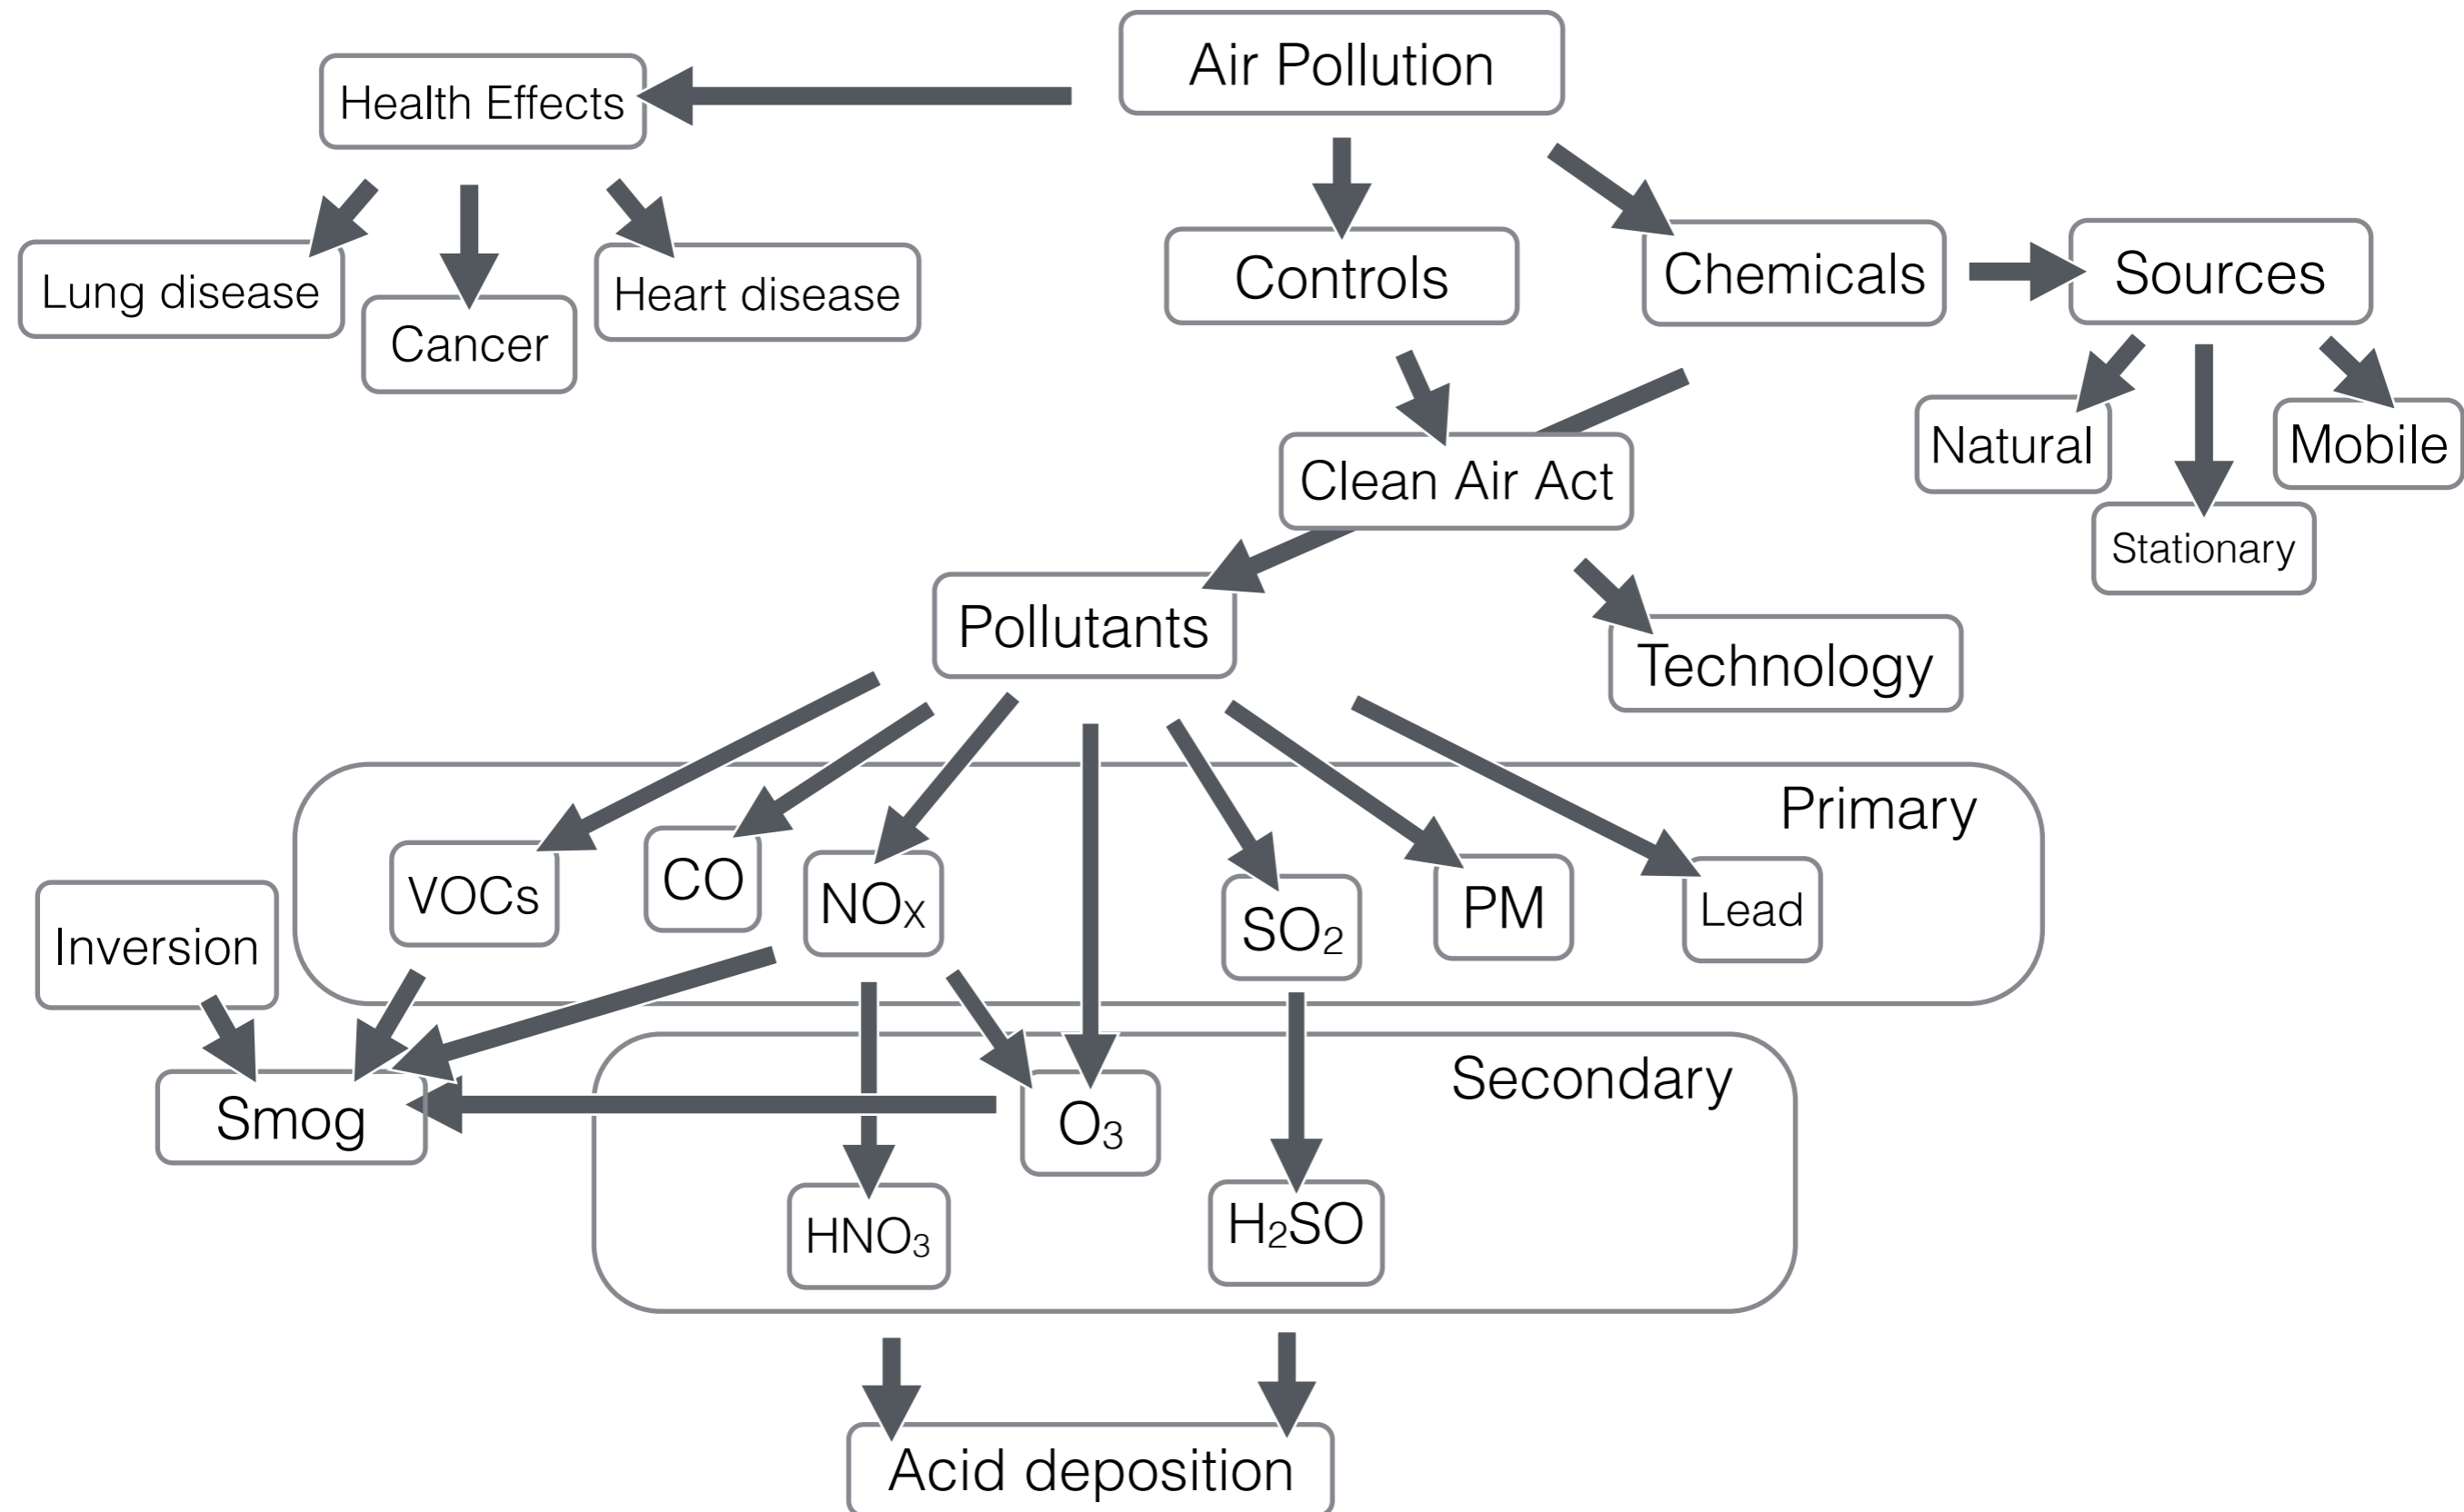 Air Pollution
Health Effects
Lung disease
Cancer
Heart disease
Controls
Chemicals
Sources
Natural
Mobile
Stationary
Clean Air Act
Pollutants
Technology
Primary
VOCs
CO
NOX
SO2
PM
Lead
Inversion
Smog
Secondary
O3
HNO3
H2SO
Acid deposition